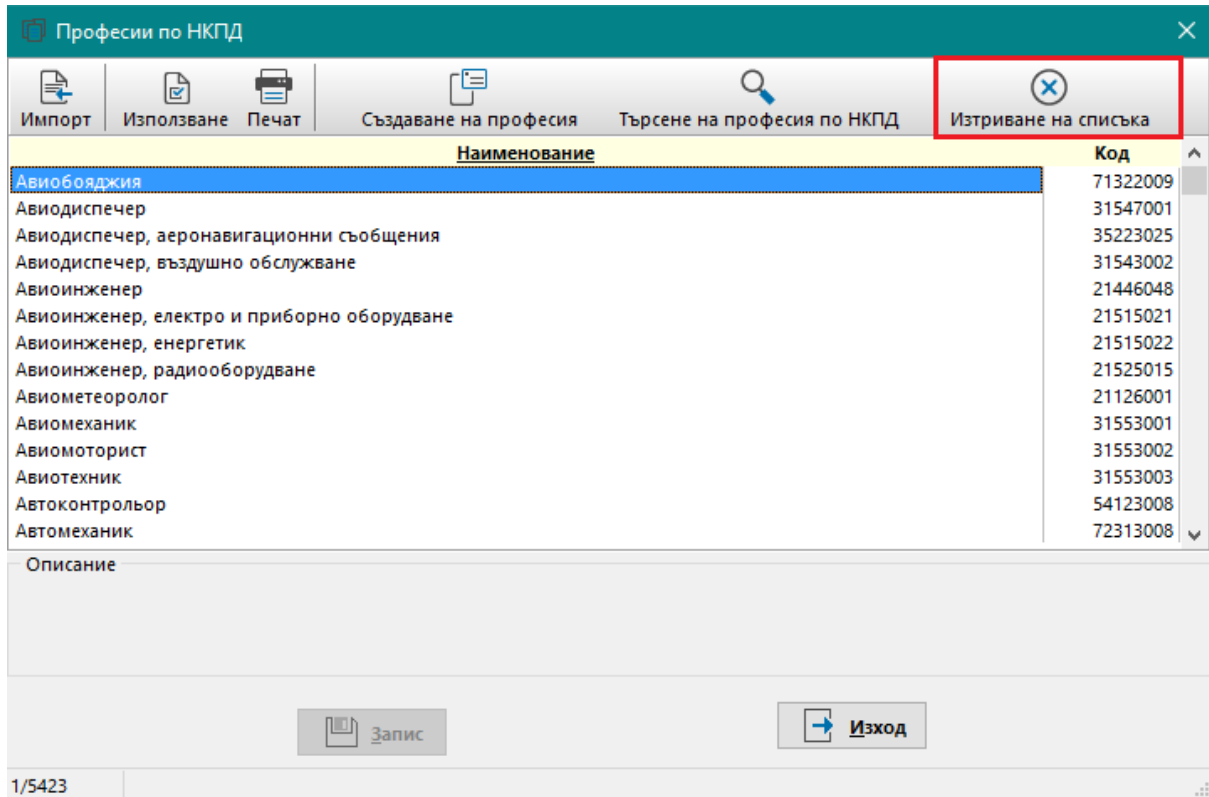 Професии по НКПД
Импорт Използване Печат Създаване на професия Търсене на професия по НКПД Изтриване на списъка
Наименование Код
Авиобояджия 71322009
Авиодиспечер 31547001
Авиодиспечер, аеронавигационни съобщения 35223025
Авиодиспечер, въздушно обслужване 31543002
Авиоинженер 21446048
Авиоинженер, електро и приборно оборудване 21515021
Авиоинженер, енергетик 21515022
Авиоинженер, радиооборудване 21525015
Авиометеоролог 21126001
Авиомеханик 31553001
Авиомоторист 31553002
Авиотехник 31553003
Автоконтрольор 54123008
Автомеханик 72313008
Описание
Запис Изход
1/5423